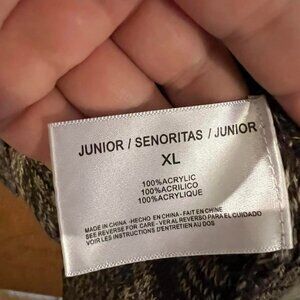 JUNIOR / SENORITAS / JUNIOR
XL
100% ACRYLIC
100% ACRILICO
100% ACRYLIQUE
MADE IN CHINA -HECHO EN CHINA - FAIT EN CHINE
SEE REVERSE FOR CARE- VER AL REVERSO PARA EL CUIDADO
VOIR LES INSTRUCTIONS D'ENTRETIEN AU DOS